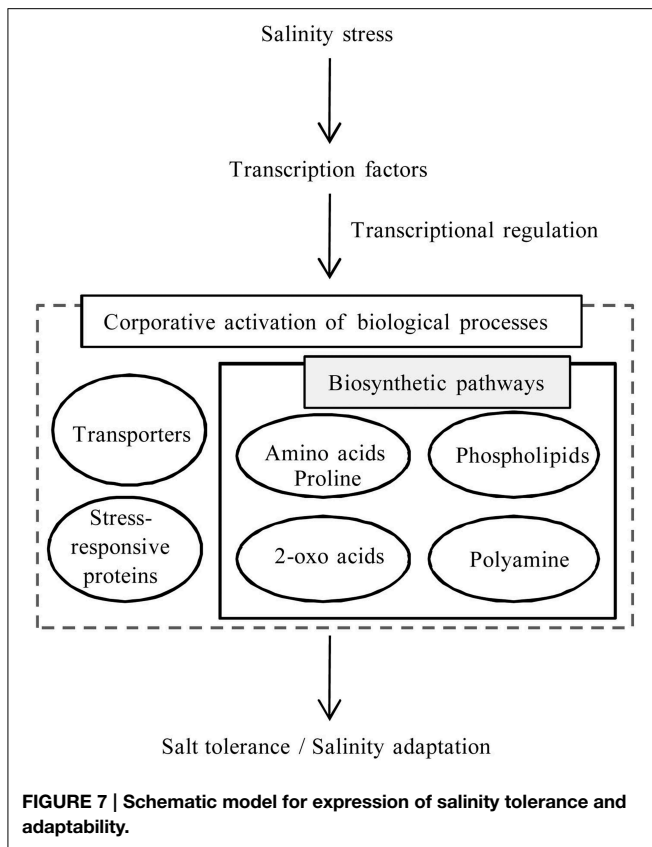 Salinity stress
Transcription factors
Transcriptional regulation
Corporative activation of biological processes
Biosynthetic pathways
Transporters
Stress-
responsive
proteins
Amino acids
Proline
Phospholipids
2-oxo acids
Polyamine
Salt tolerance / Salinity adaptation
FIGURE 7 | Schematic model for expression of salinity tolerance and
adaptability.